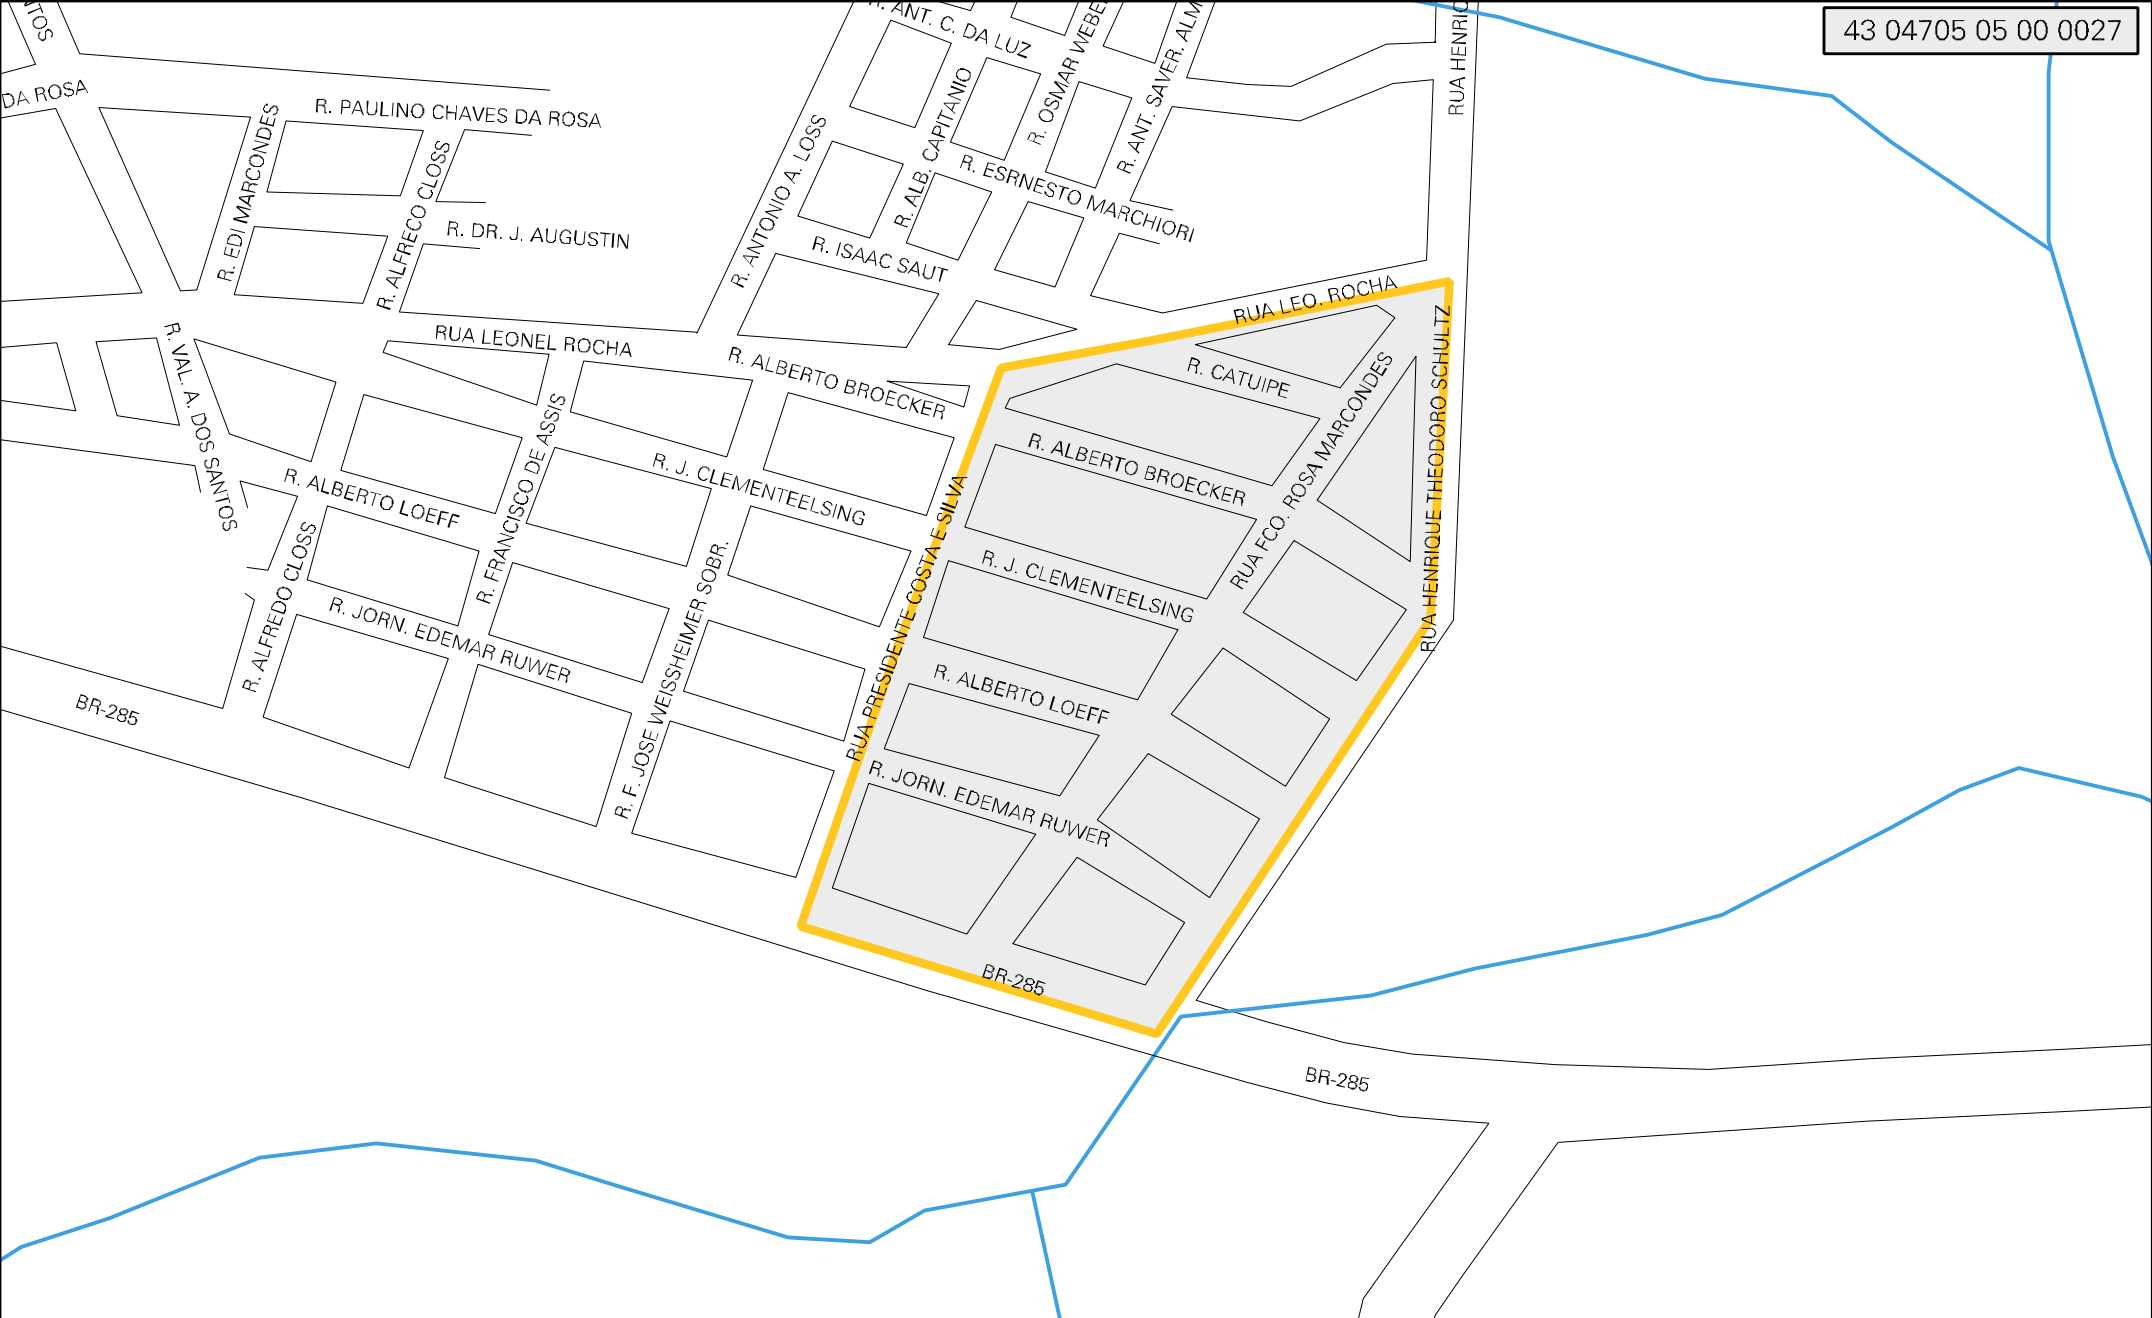 43 04705 05 00 0027
R. ANT. C. DA LUZ
R. OSMAR WEBE
R. ANT. SAVER. ALM
RUA HENRIC
DA ROSA
R. PAULINO CHAVES DA ROSA
R. EDI MARCONDES
R. ALFRECO CLOSS
R. DR. J. AUGUSTIN
R. ANTONIO A. LOSS
R. ALB. CAPITANIO
R. ESRNESTO MARCHIORI
R. ISAAC SAUT
RUA LEO. ROCHA
RUA LEONEL ROCHA
R. VAL. A. DOS SANTOS
R. ALBERTO BROECKER
R. CATUIPE
RUA FCO. ROSA MARCONDES
RUA HENRIQUE THEODORO SCHULTZ
R. FRANCISCO DE ASSIS
R. J. CLEMENTEELSING
R. ALBERTO BROECKER
R. ALBERTO LOEFF
R. ALFREDO CLOSS
R. F. JOSE WEISSHEIMER SOBR.
RUA PRESIDENTE COSTA E SILVA
R. J. CLEMENTEELSING
R. JORN. EDEMAR RUWER
R. ALBERTO LOEFF
BR-285
R. JORN. EDEMAR RUWER
BR-285
BR-285